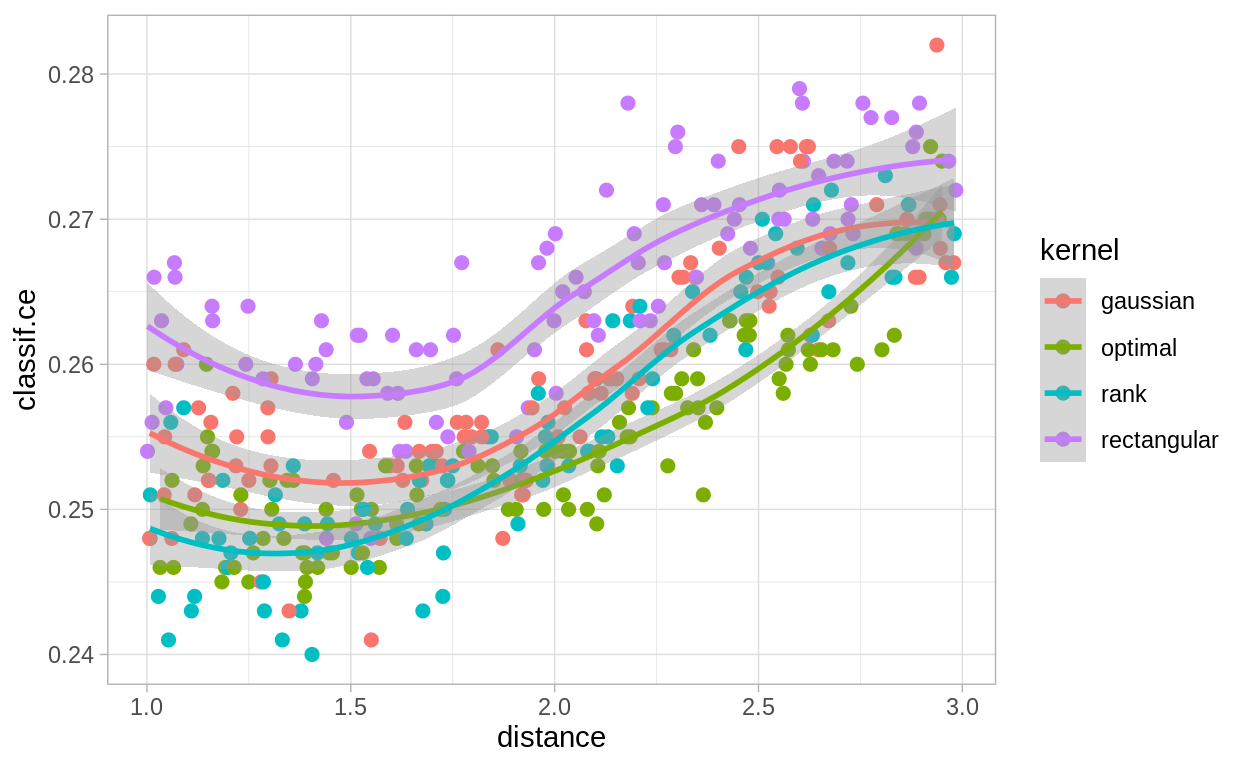 0.28
0.27
0.26
0.25
0.24
classif.ce
1.0 1.5 2.0 2.5 3.0
distance
kernel
gaussian
optimal
rank
rectangular